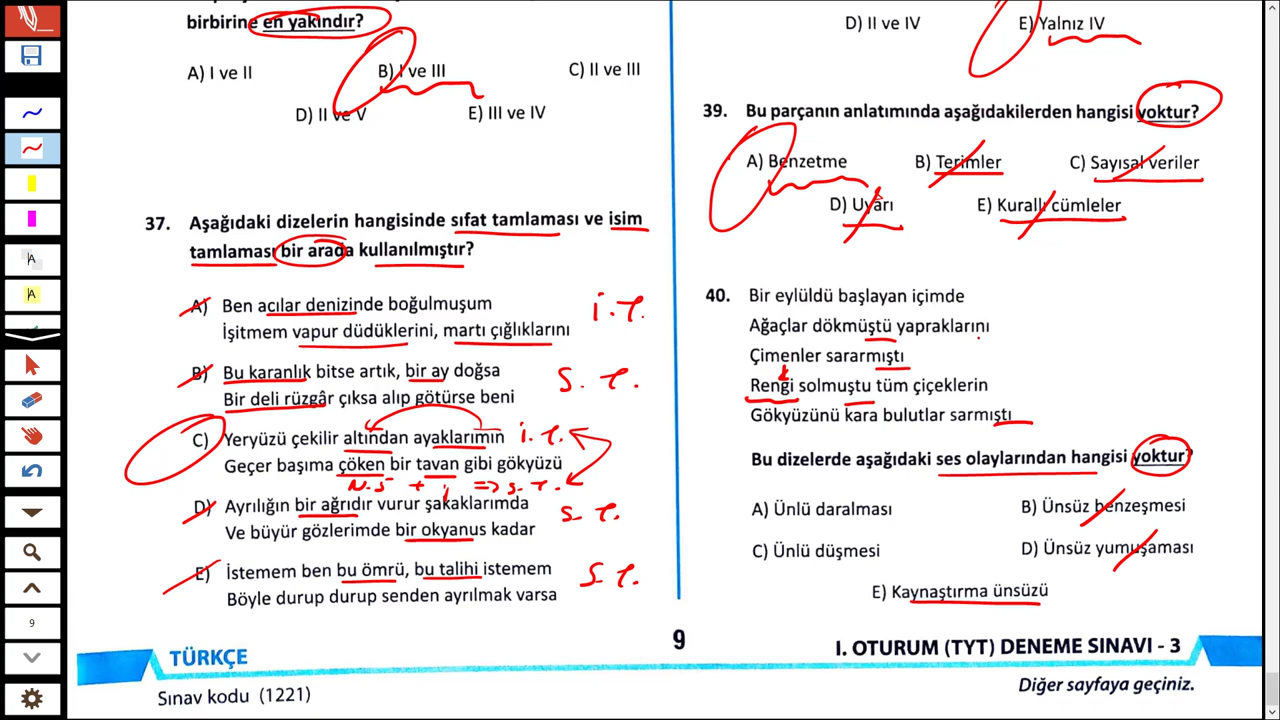 birbirine en yakındır?
A) I ve II
B) I ve III
C) II ve III
D) II ve V
E) III ve IV
37. Aşağıdaki dizelerin hangisinde sıfat tamlaması ve isim
tamlaması bir arada kullanılmıştır?
A) Ben acılar denizinde boğulmuşum
İşitmem vapur düdüklerini, martı çığlıklarını
i.t.
B) Bu karanlık bitse artık, bir ay doğsa
Bir deli rüzgâr çıksa alıp götürse beni
s.t.
C) Yeryüzü çekilir altından ayaklarımın
i.t.
Geçer başıma çöken bir tavan gibi gökyüzü
+ i => s.t.
D) Ayrılığın bir ağrıdır vurur şakaklarımda
Ve büyür gözlerimde bir okyanus kadar
s.t.
E) İstemem ben bu ömrü, bu talihi istemem
Böyle durup durup senden ayrılmak varsa
s.t.
D) II ve IV
E) Yalnız IV
39. Bu parçanın anlatımında aşağıdakilerden hangisi yoktur?
A) Benzetme
B) Terimler
C) Sayısal veriler
D) Uyarı
E) Kurallı cümleler
40. Bir eylüldü başlayan içimde
Ağaçlar dökmüştü yapraklarını
Çimenler sararmıştı
Rengi solmuştu tüm çiçeklerin
Gökyüzünü kara bulutlar sarmıştı
Bu dizelerde aşağıdaki ses olaylarından hangisi yoktur?
A) Ünlü daralması
B) Ünsüz benzeşmesi
C) Ünlü düşmesi
D) Ünsüz yumuşaması
E) Kaynaştırma ünsüzü
TÜRKÇE
9
I. OTURUM (TYT) DENEME SINAVI - 3
Sınav kodu (1221)
Diğer sayfaya geçiniz.
A
A
9